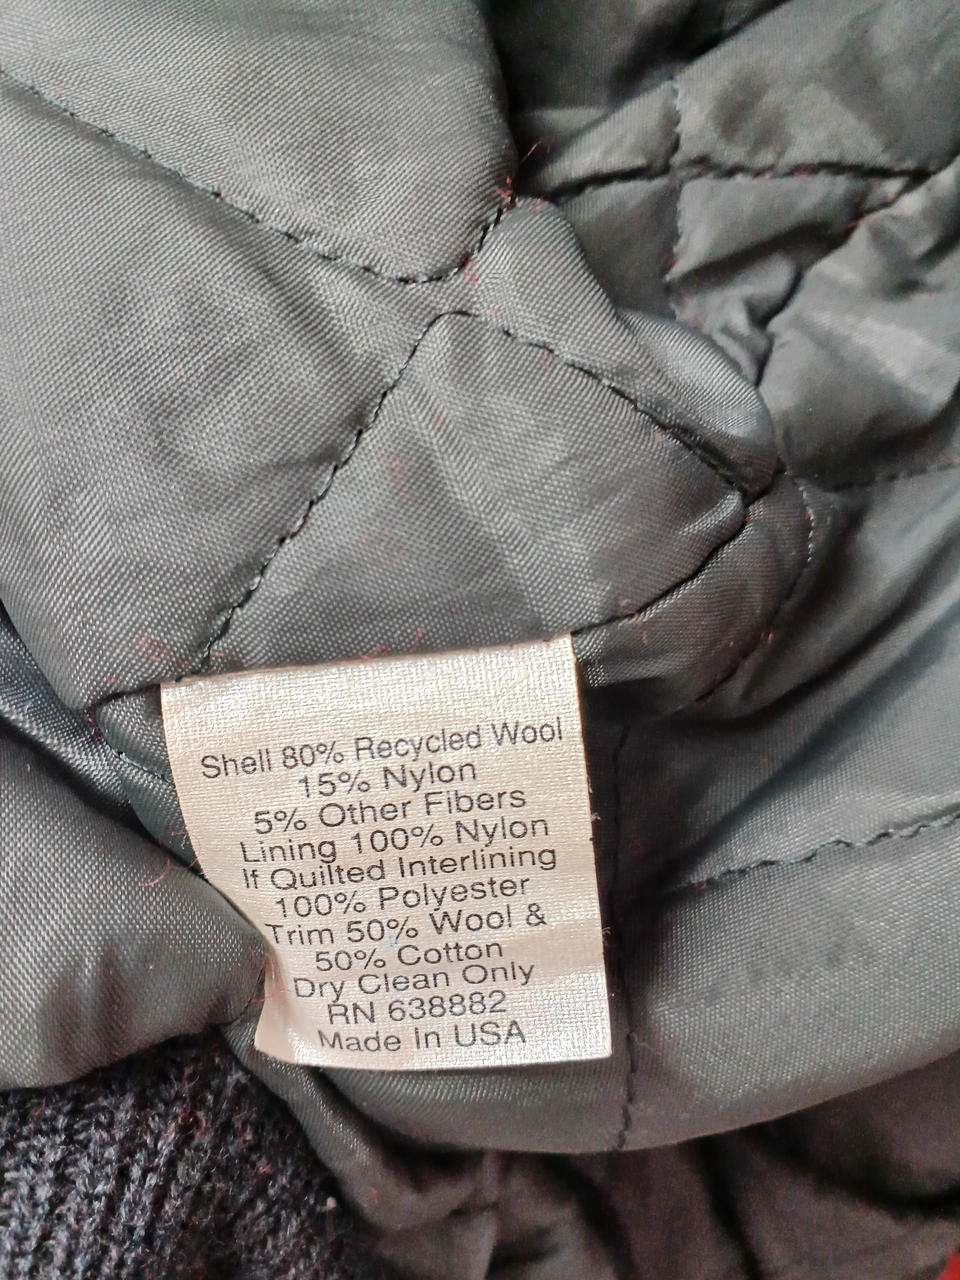 Shell 80% Recycled Wool
15% Nylon
5% Other Fibers
Lining 100% Nylon
If Quilted Interlining
100% Polyester
Trim 50% Wool &
50% Cotton
Dry Clean Only
RN 638882
Made In USA